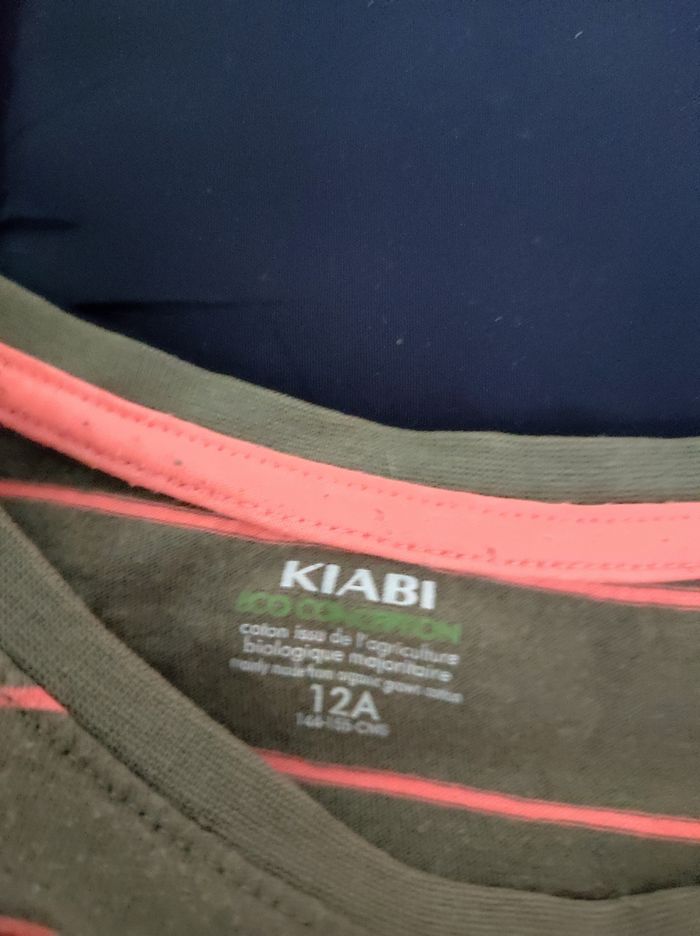 KIABI
ECO CONCEPTION
coton issu de l'agriculture
biologique majoritaire
mainly made from organic grown cotton
12A